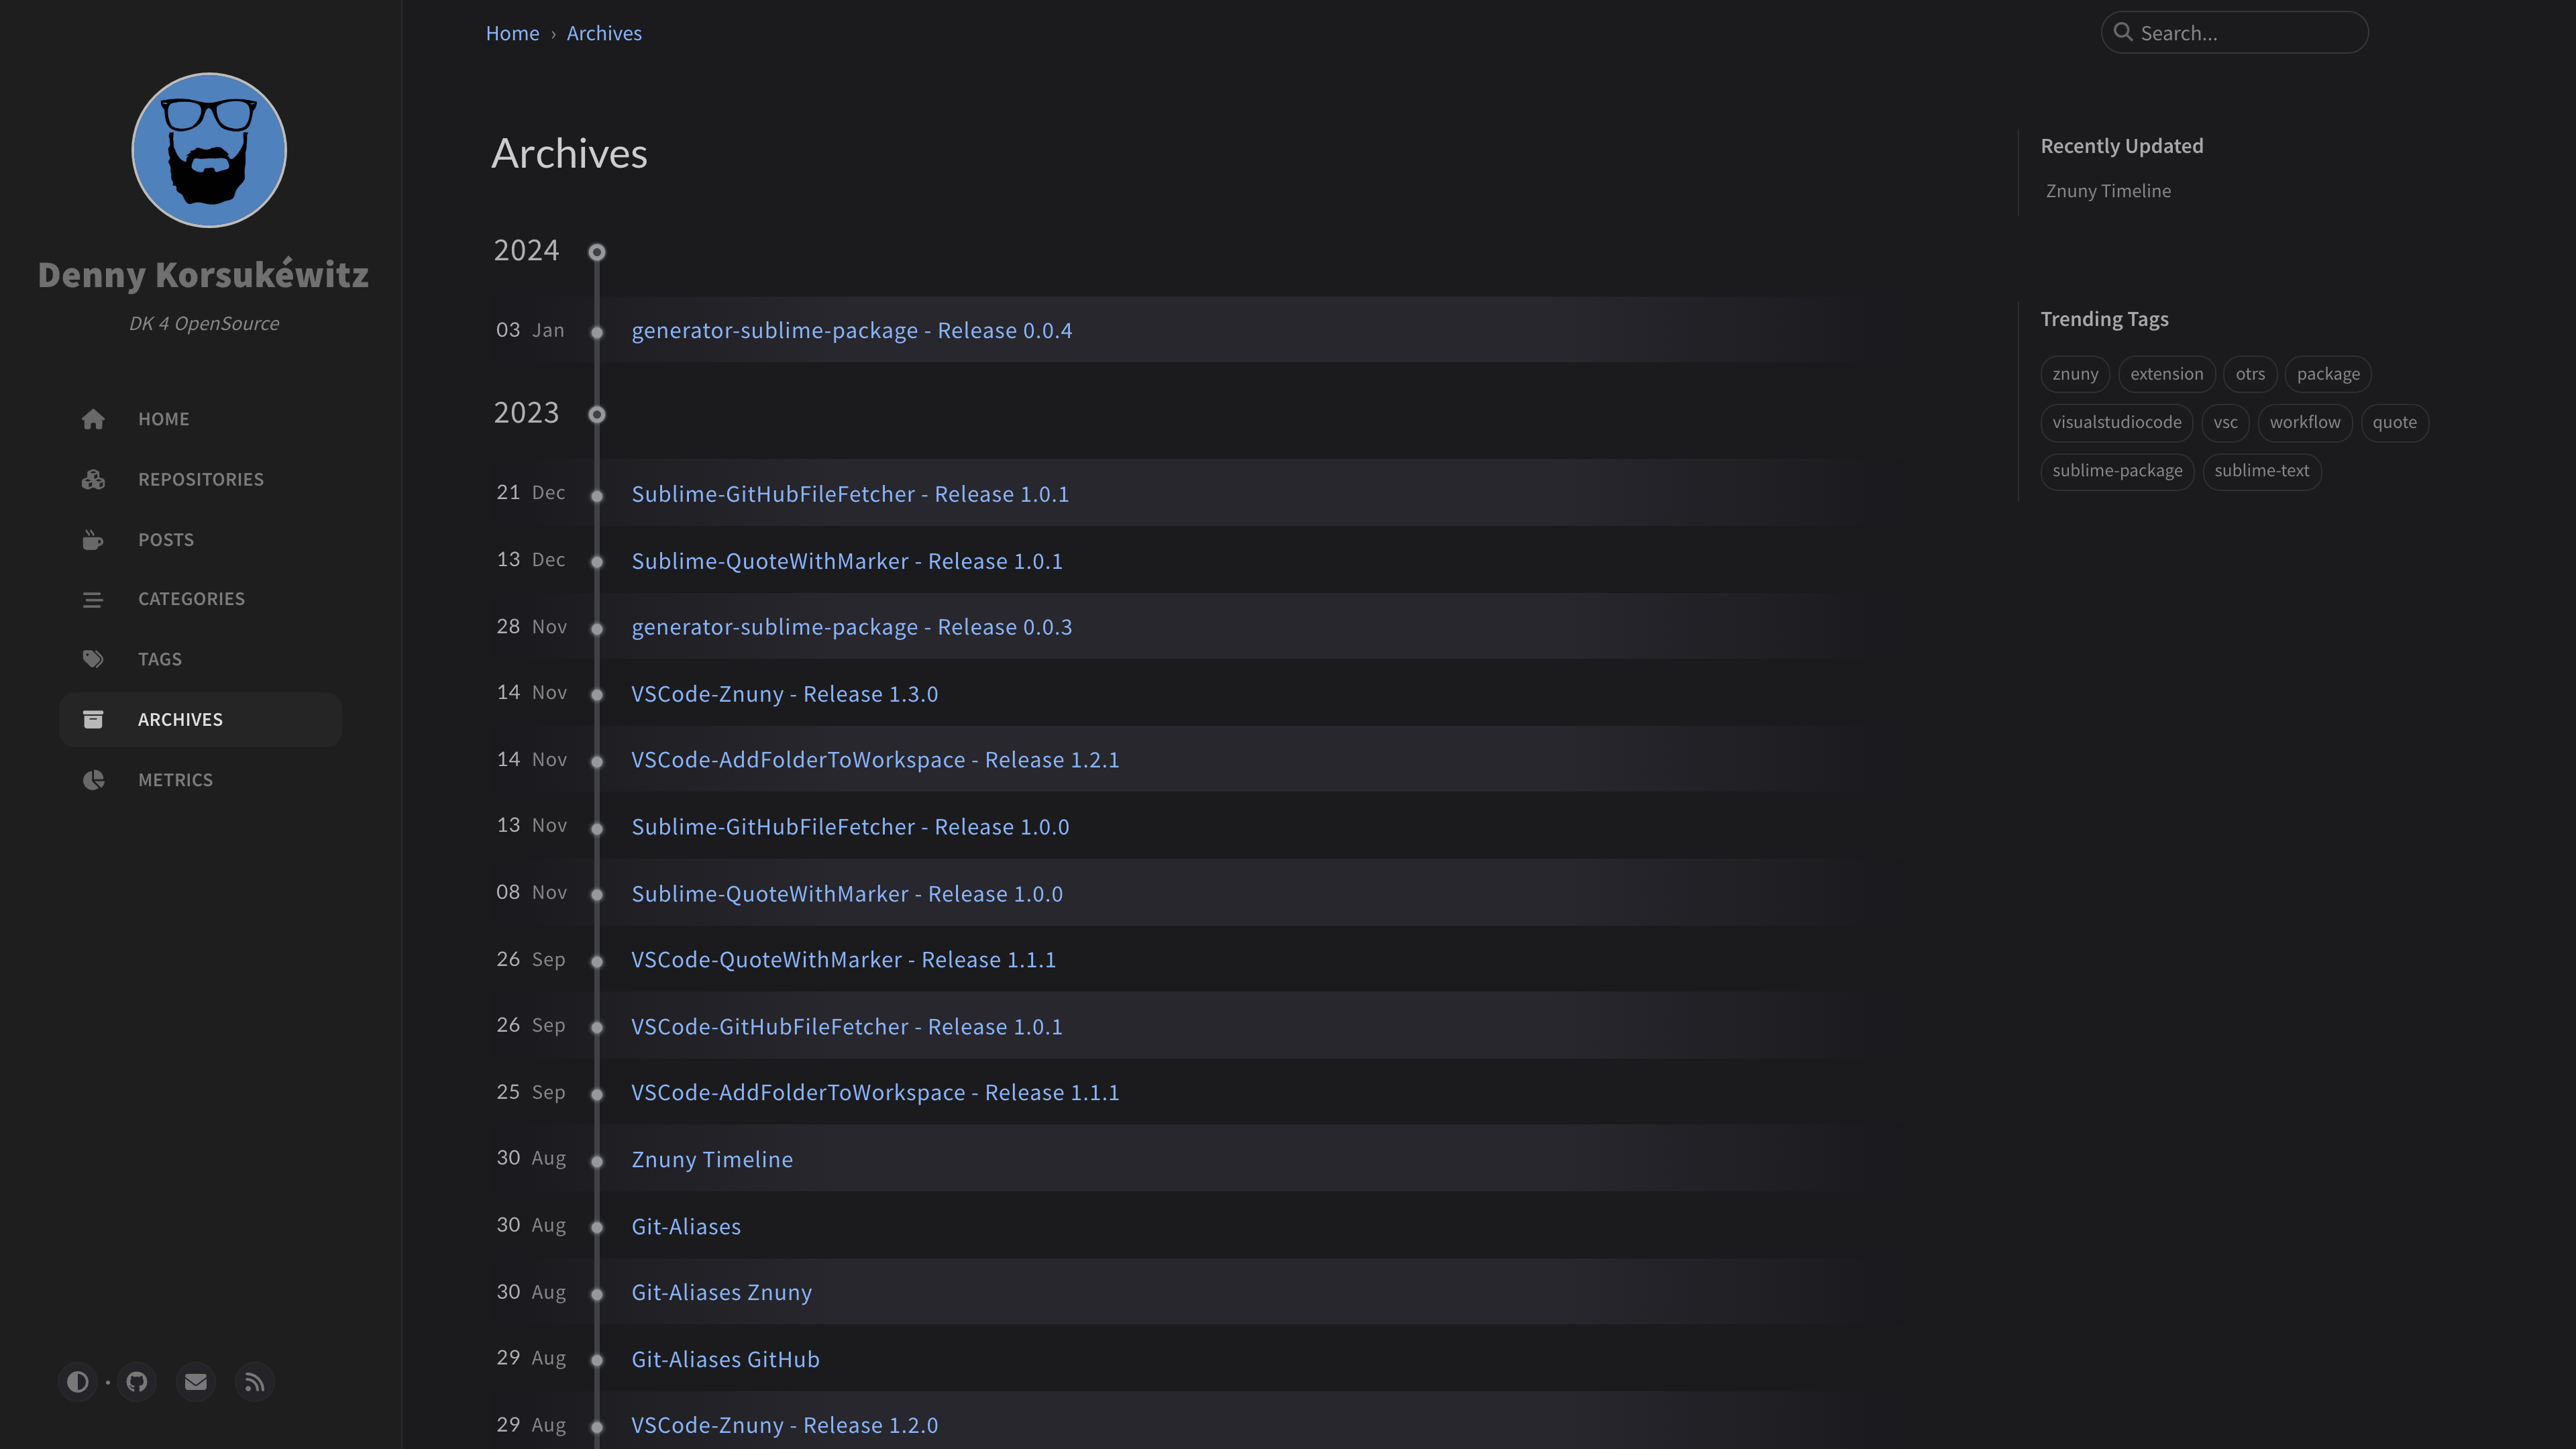 Home › Archives
Search...
Denny Korsukéwitz
DK 4 OpenSource
HOME
REPOSITORIES
POSTS
CATEGORIES
TAGS
ARCHIVES
METRICS
Archives
2024
03 Jan generator-sublime-package - Release 0.0.4
2023
21 Dec Sublime-GitHubFileFetcher - Release 1.0.1
13 Dec Sublime-QuoteWithMarker - Release 1.0.1
28 Nov generator-sublime-package - Release 0.0.3
14 Nov VSCode-Znuny - Release 1.3.0
14 Nov VSCode-AddFolderToWorkspace - Release 1.2.1
13 Nov Sublime-GitHubFileFetcher - Release 1.0.0
08 Nov Sublime-QuoteWithMarker - Release 1.0.0
26 Sep VSCode-QuoteWithMarker - Release 1.1.1
26 Sep VSCode-GitHubFileFetcher - Release 1.0.1
25 Sep VSCode-AddFolderToWorkspace - Release 1.1.1
30 Aug Znuny Timeline
30 Aug Git-Aliases
30 Aug Git-Aliases Znuny
29 Aug Git-Aliases GitHub
29 Aug VSCode-Znuny - Release 1.2.0
Recently Updated
Znuny Timeline
Trending Tags
znuny extension otrs package
visualstudiocode vsc workflow quote
sublime-package sublime-text